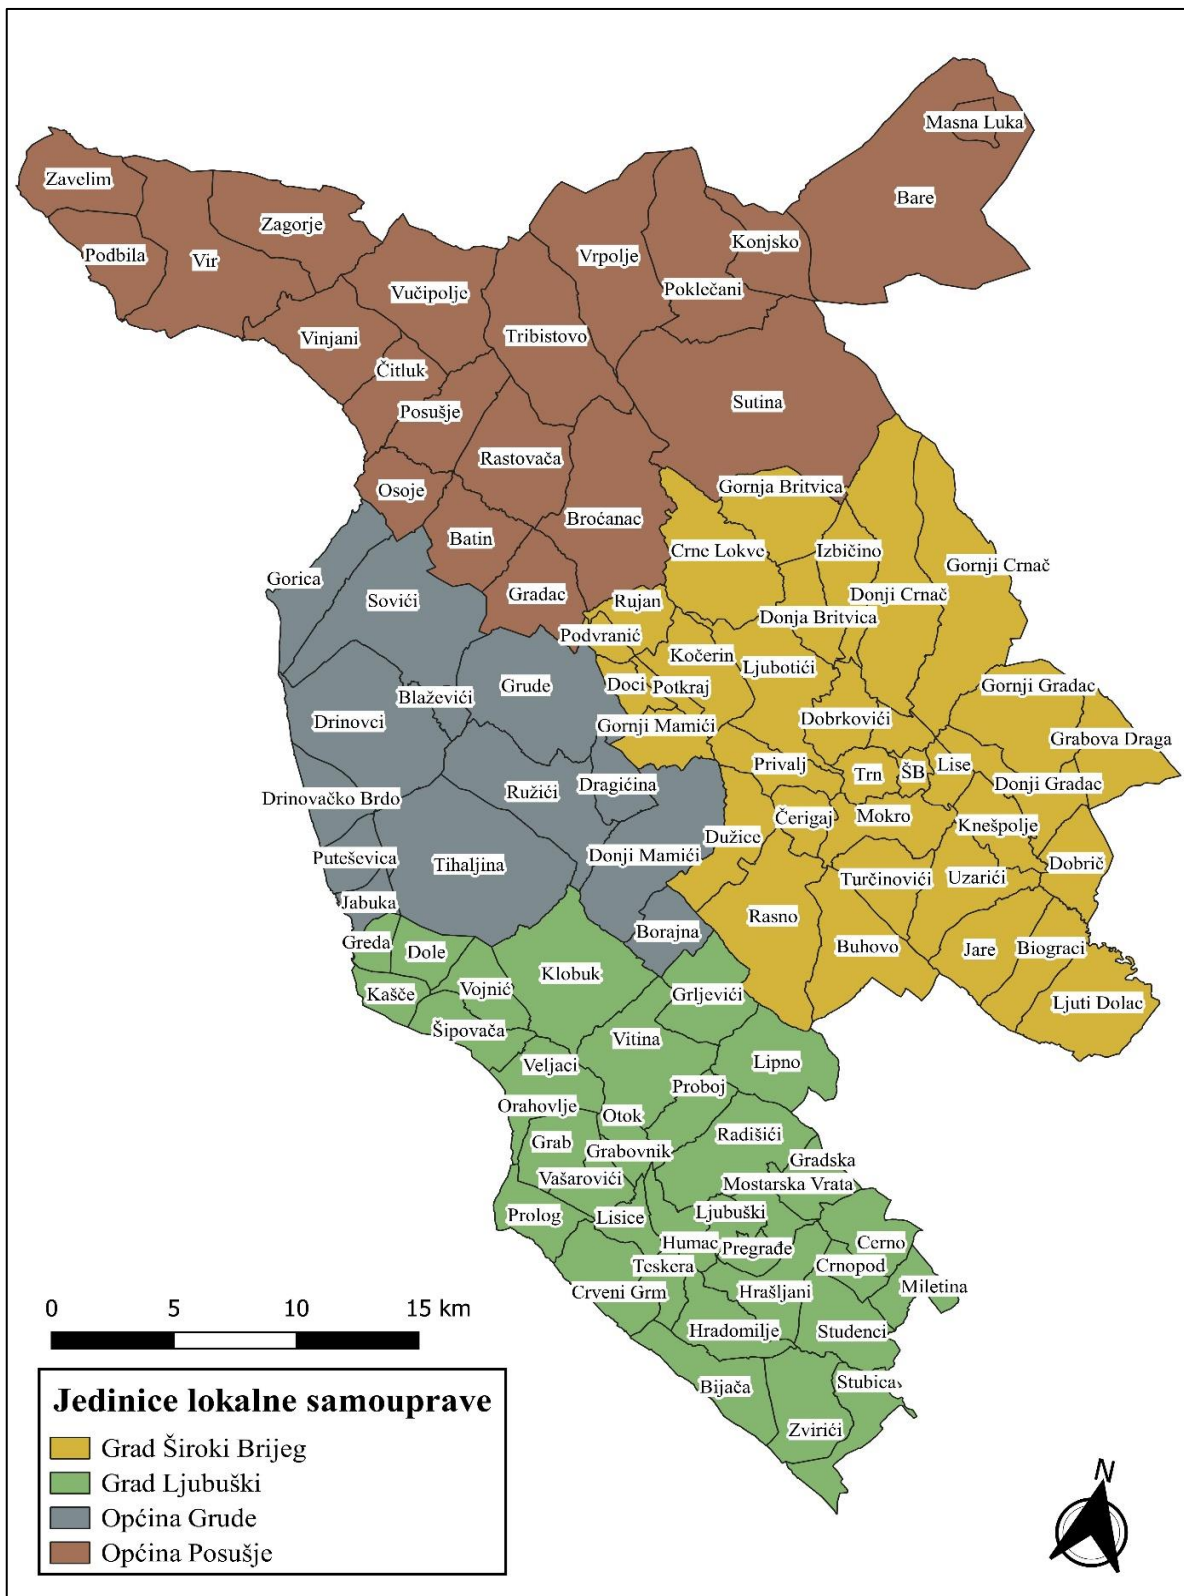 Masna Luka
Zavelim
Bare
Zagorje
Konjsko
Podbila
Vrpolje
Vir
Poklečani
Vučipolje
Tribistovo
Vinjani
Čitluk
Sutina
Posušje
Rastovača
Gornja Britvica
Osoje
Broćanac
Batin
Crne Lokve
Izbičino
Gornji Crnač
Gorica
Donji Crnač
Sovići
Gradac
Rujan
Donja Britvica
Podvranić
Kočerin
Ljubotići
Grude
Doci
Potkraj
Gornji Gradac
Blaževići
Drinovci
Gornji Mamići
Dobrkovići
Grabova Draga
Privalj
Trn
ŠB
Lise
Drinovačko Brdo
Ružići
Dragićina
Donji Gradac
Čerigaj
Mokro
Knešpolje
Dužice
Puteševica
Tihaljina
Donji Mamići
Dobrič
Turčinovići
Uzarići
Jabuka
Rasno
Borajna
Greda
Dole
Buhovo
Jare
Biograci
Klobuk
Kašče
Vojnić
Grljevići
Ljuti Dolac
Šipovača
Vitina
Veljaci
Lipno
Proboj
Orahovlje
Otok
Grab
Radišići
Grabovnik
Gradska
Vašarovići
Mostarska Vrata
Prolog
Lisice
Ljubuški
Humac
Pregrađe
Cerno
Teskera
Crnopod
Crveni Grm
Hrašljani
Miletina
Hradomilje
Studenci
Bijača
Stubica
Zvirići
0 5 10 15 km
Jedinice lokalne samouprave
Grad Široki Brijeg
Grad Ljubuški
Općina Grude
Općina Posušje
N